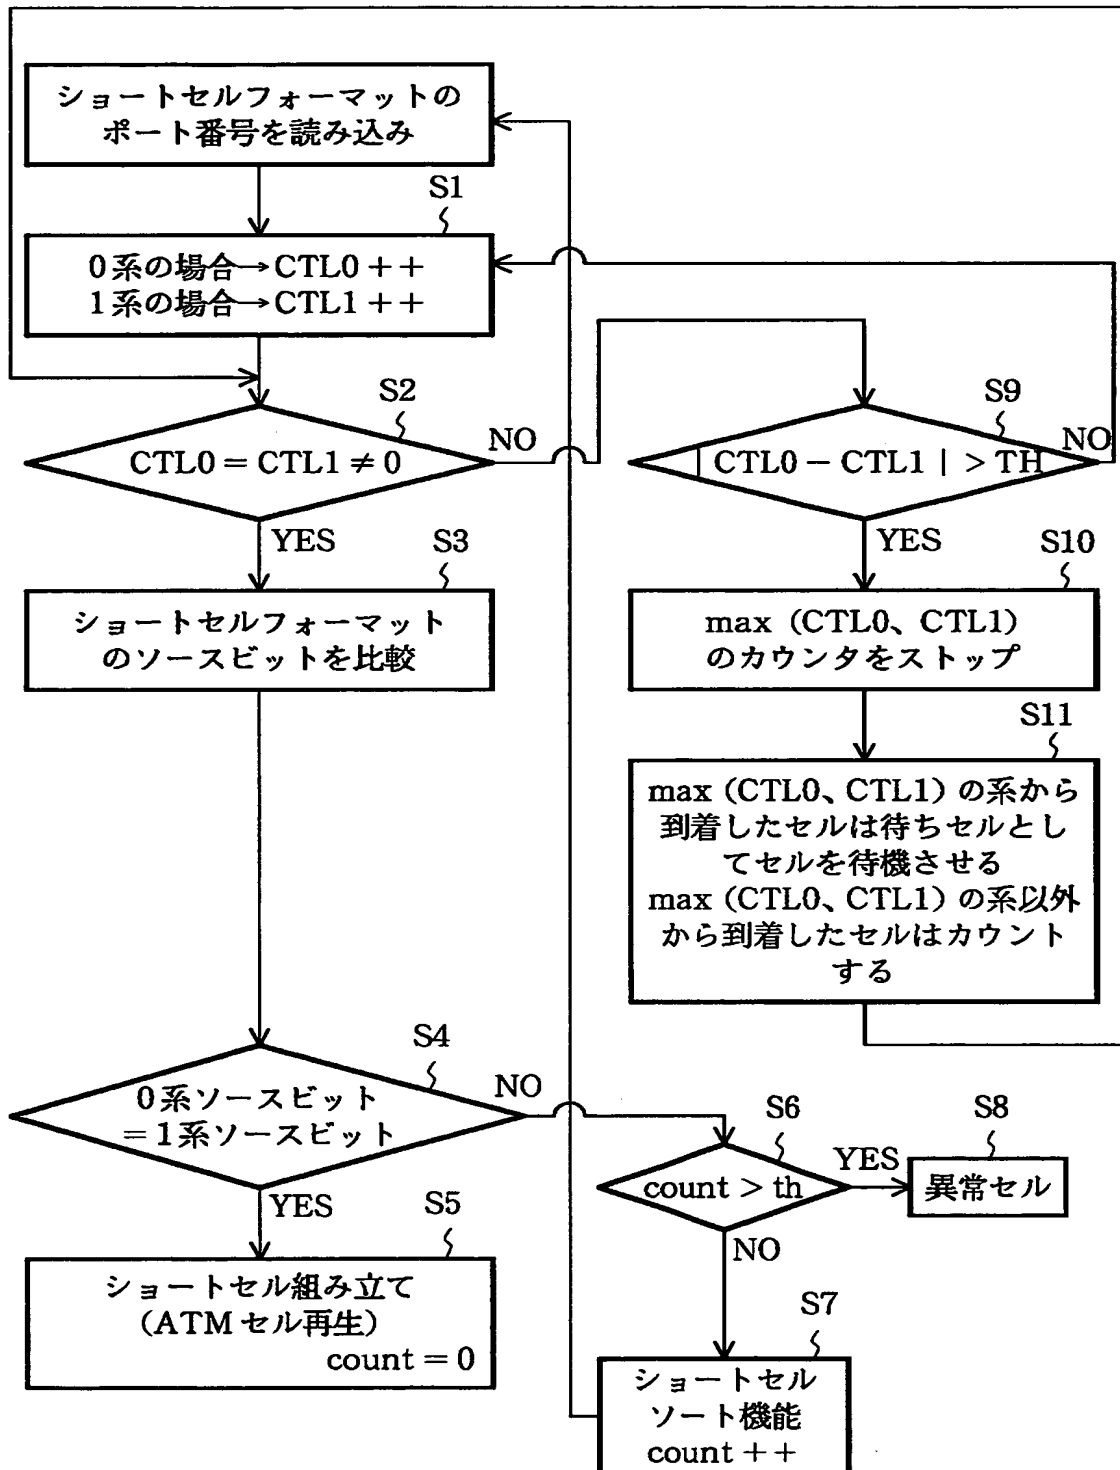 ショートセルフォーマットの
ポート番号を読み込み
S1
0系の場合→CTL0++
1系の場合→CTL1++
S2
CTL0=CTL1≠0
NO
YES
S9
| CTL0-CTL1 | >TH
NO
YES
S3
ショートセルフォーマット
のソースビットを比較
S10
max (CTL0、CTL1)
のカウンタをストップ
S11
max (CTL0、CTL1) の系から
到着したセルは待ちセルとし
てセルを待機させる
max (CTL0、CTL1) の系以外
から到着したセルはカウント
する
S4
0系ソースビット
=1系ソースビット
NO
YES
S5
ショートセル組み立て
(ATMセル再生)
count=0
S6
count>th
YES
NO
S8
異常セル
S7
ショートセル
ソート機能
count++